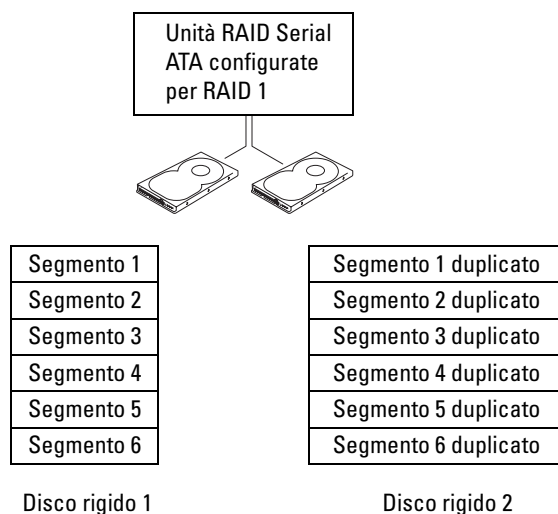 Unità RAID Serial
ATA configurate
per RAID 1
Segmento 1
Segmento 2
Segmento 3
Segmento 4
Segmento 5
Segmento 6
Disco rigido 1
Segmento 1 duplicato
Segmento 2 duplicato
Segmento 3 duplicato
Segmento 4 duplicato
Segmento 5 duplicato
Segmento 6 duplicato
Disco rigido 2